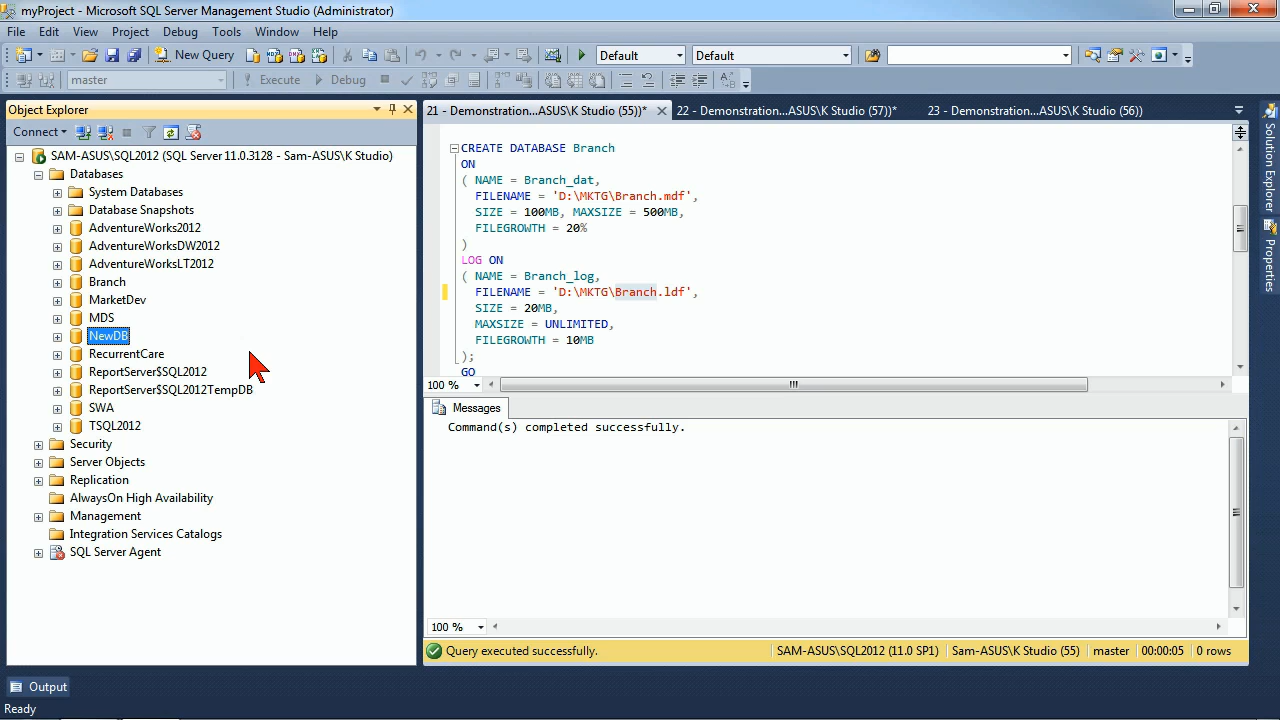 myProject - Microsoft SQL Server Management Studio (Administrator)
File Edit View Project Debug Tools Window Help
New Query Default Default
master Execute Debug
Object Explorer
Connect
SAM-ASUS\SQL2012 (SQL Server 11.0.3128 - Sam-ASUS\K Studio)
Databases
System Databases
Database Snapshots
AdventureWorks2012
AdventureWorksDW2012
AdventureWorksLT2012
Branch
MarketDev
MDS
NewDB
RecurrentCare
ReportServer$SQL2012
ReportServer$SQL2012TempDB
SWA
TSQL2012
Security
Server Objects
Replication
AlwaysOn High Availability
Management
Integration Services Catalogs
SQL Server Agent
21 - Demonstration...ASUS\K Studio (55))* 22 - Demonstration...ASUS\K Studio (57))* 23 - Demonstration...ASUS\K Studio (56))
CREATE DATABASE Branch
ON
( NAME = Branch_dat,
FILENAME = 'D:\MKTG\Branch.mdf',
SIZE = 100MB, MAXSIZE = 500MB,
FILEGROWTH = 20%
)
LOG ON
( NAME = Branch_log,
FILENAME = 'D:\MKTG\Branch.ldf',
SIZE = 20MB,
MAXSIZE = UNLIMITED,
FILEGROWTH = 10MB
);
GO
100 %
Messages
Command(s) completed successfully.
100 %
Query executed successfully. SAM-ASUS\SQL2012 (11.0 SP1) Sam-ASUS\K Studio (55) master 00:00:05 0 rows
Solution Explorer
Properties
Output
Ready